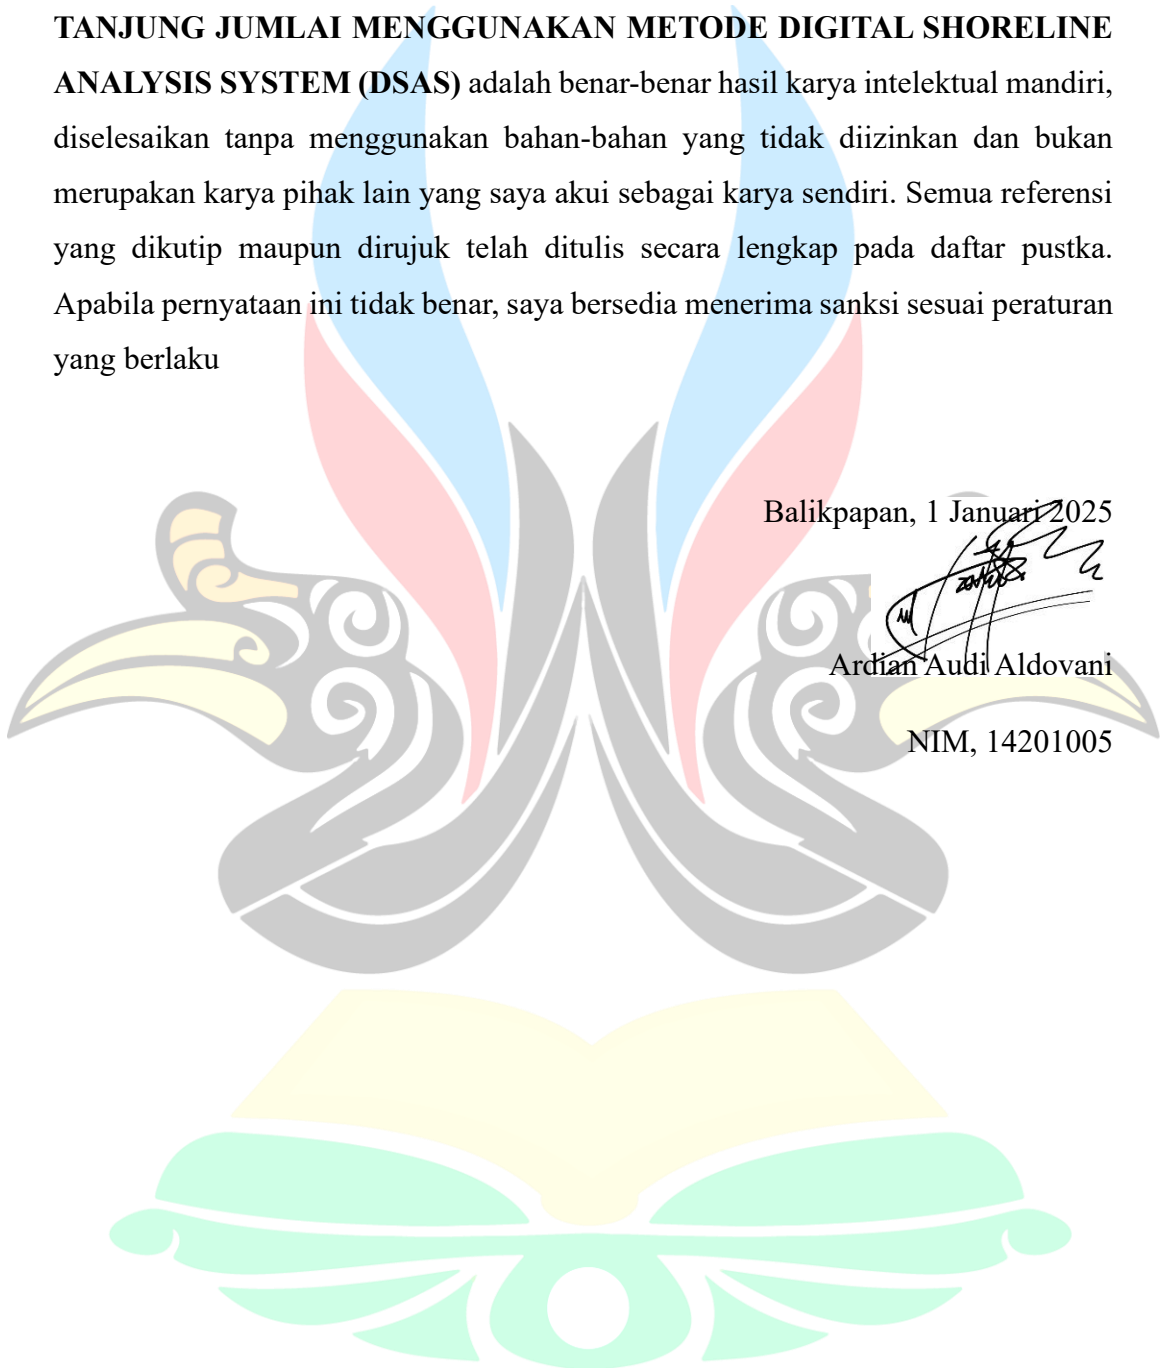 TANJUNG JUMLAI MENGGUNAKAN METODE DIGITAL SHORELINE
ANALYSIS SYSTEM (DSAS) adalah benar-benar hasil karya intelektual mandiri,
diselesaikan tanpa menggunakan bahan-bahan yang tidak diizinkan dan bukan
merupakan karya pihak lain yang saya akui sebagai karya sendiri. Semua referensi
yang dikutip maupun dirujuk telah ditulis secara lengkap pada daftar pustka.
Apabila pernyataan ini tidak benar, saya bersedia menerima sanksi sesuai peraturan
yang berlaku
Balikpapan, 1 Januari 2025
Ardian Audi Aldovani
NIM, 14201005